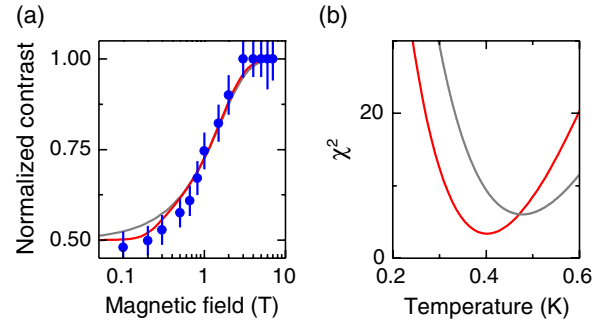 (a)
Normalized contrast
1.00
0.75
0.50
0.1
1
10
Magnetic field (T)
(b)
χ²
20
0
0.2
0.4
0.6
Temperature (K)